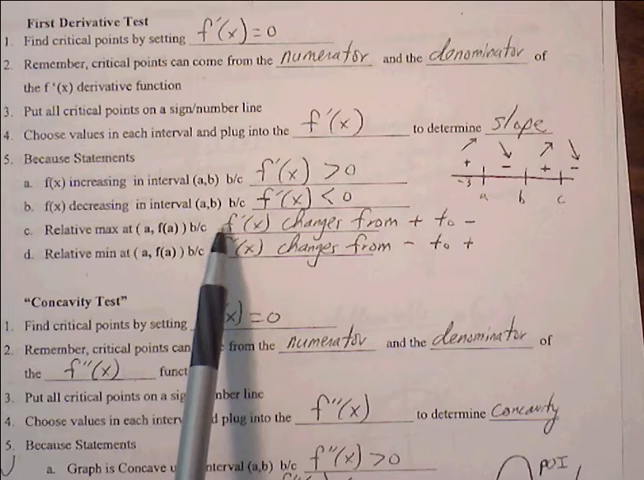 First Derivative Test
1. Find critical points by setting f'(x) = 0
2. Remember, critical points can come from the numerator and the denominator of
the f '(x) derivative function
3. Put all critical points on a sign/number line
4. Choose values in each interval and plug into the f'(x) to determine slope
5. Because Statements
+ - + -
a. f(x) increasing in interval (a,b) b/c f'(x) > 0
a b c
b. f(x) decreasing in interval (a,b) b/c f'(x) < 0
c. Relative max at ( a, f(a) ) b/c f'(x) changes from + to -
d. Relative min at ( a, f(a) ) b/c '(x) changes from - to +
"Concavity Test"
1. Find critical points by setting (x) = 0
2. Remember, critical points can from the numerator and the denominator of
the f"(x) funct
3. Put all critical points on a sig number line
4. Choose values in each interv d plug into the f"(x) to determine concavity
5. Because Statements
a. Graph is Concave u nterval (a,b) b/c f"(x) > 0
POI